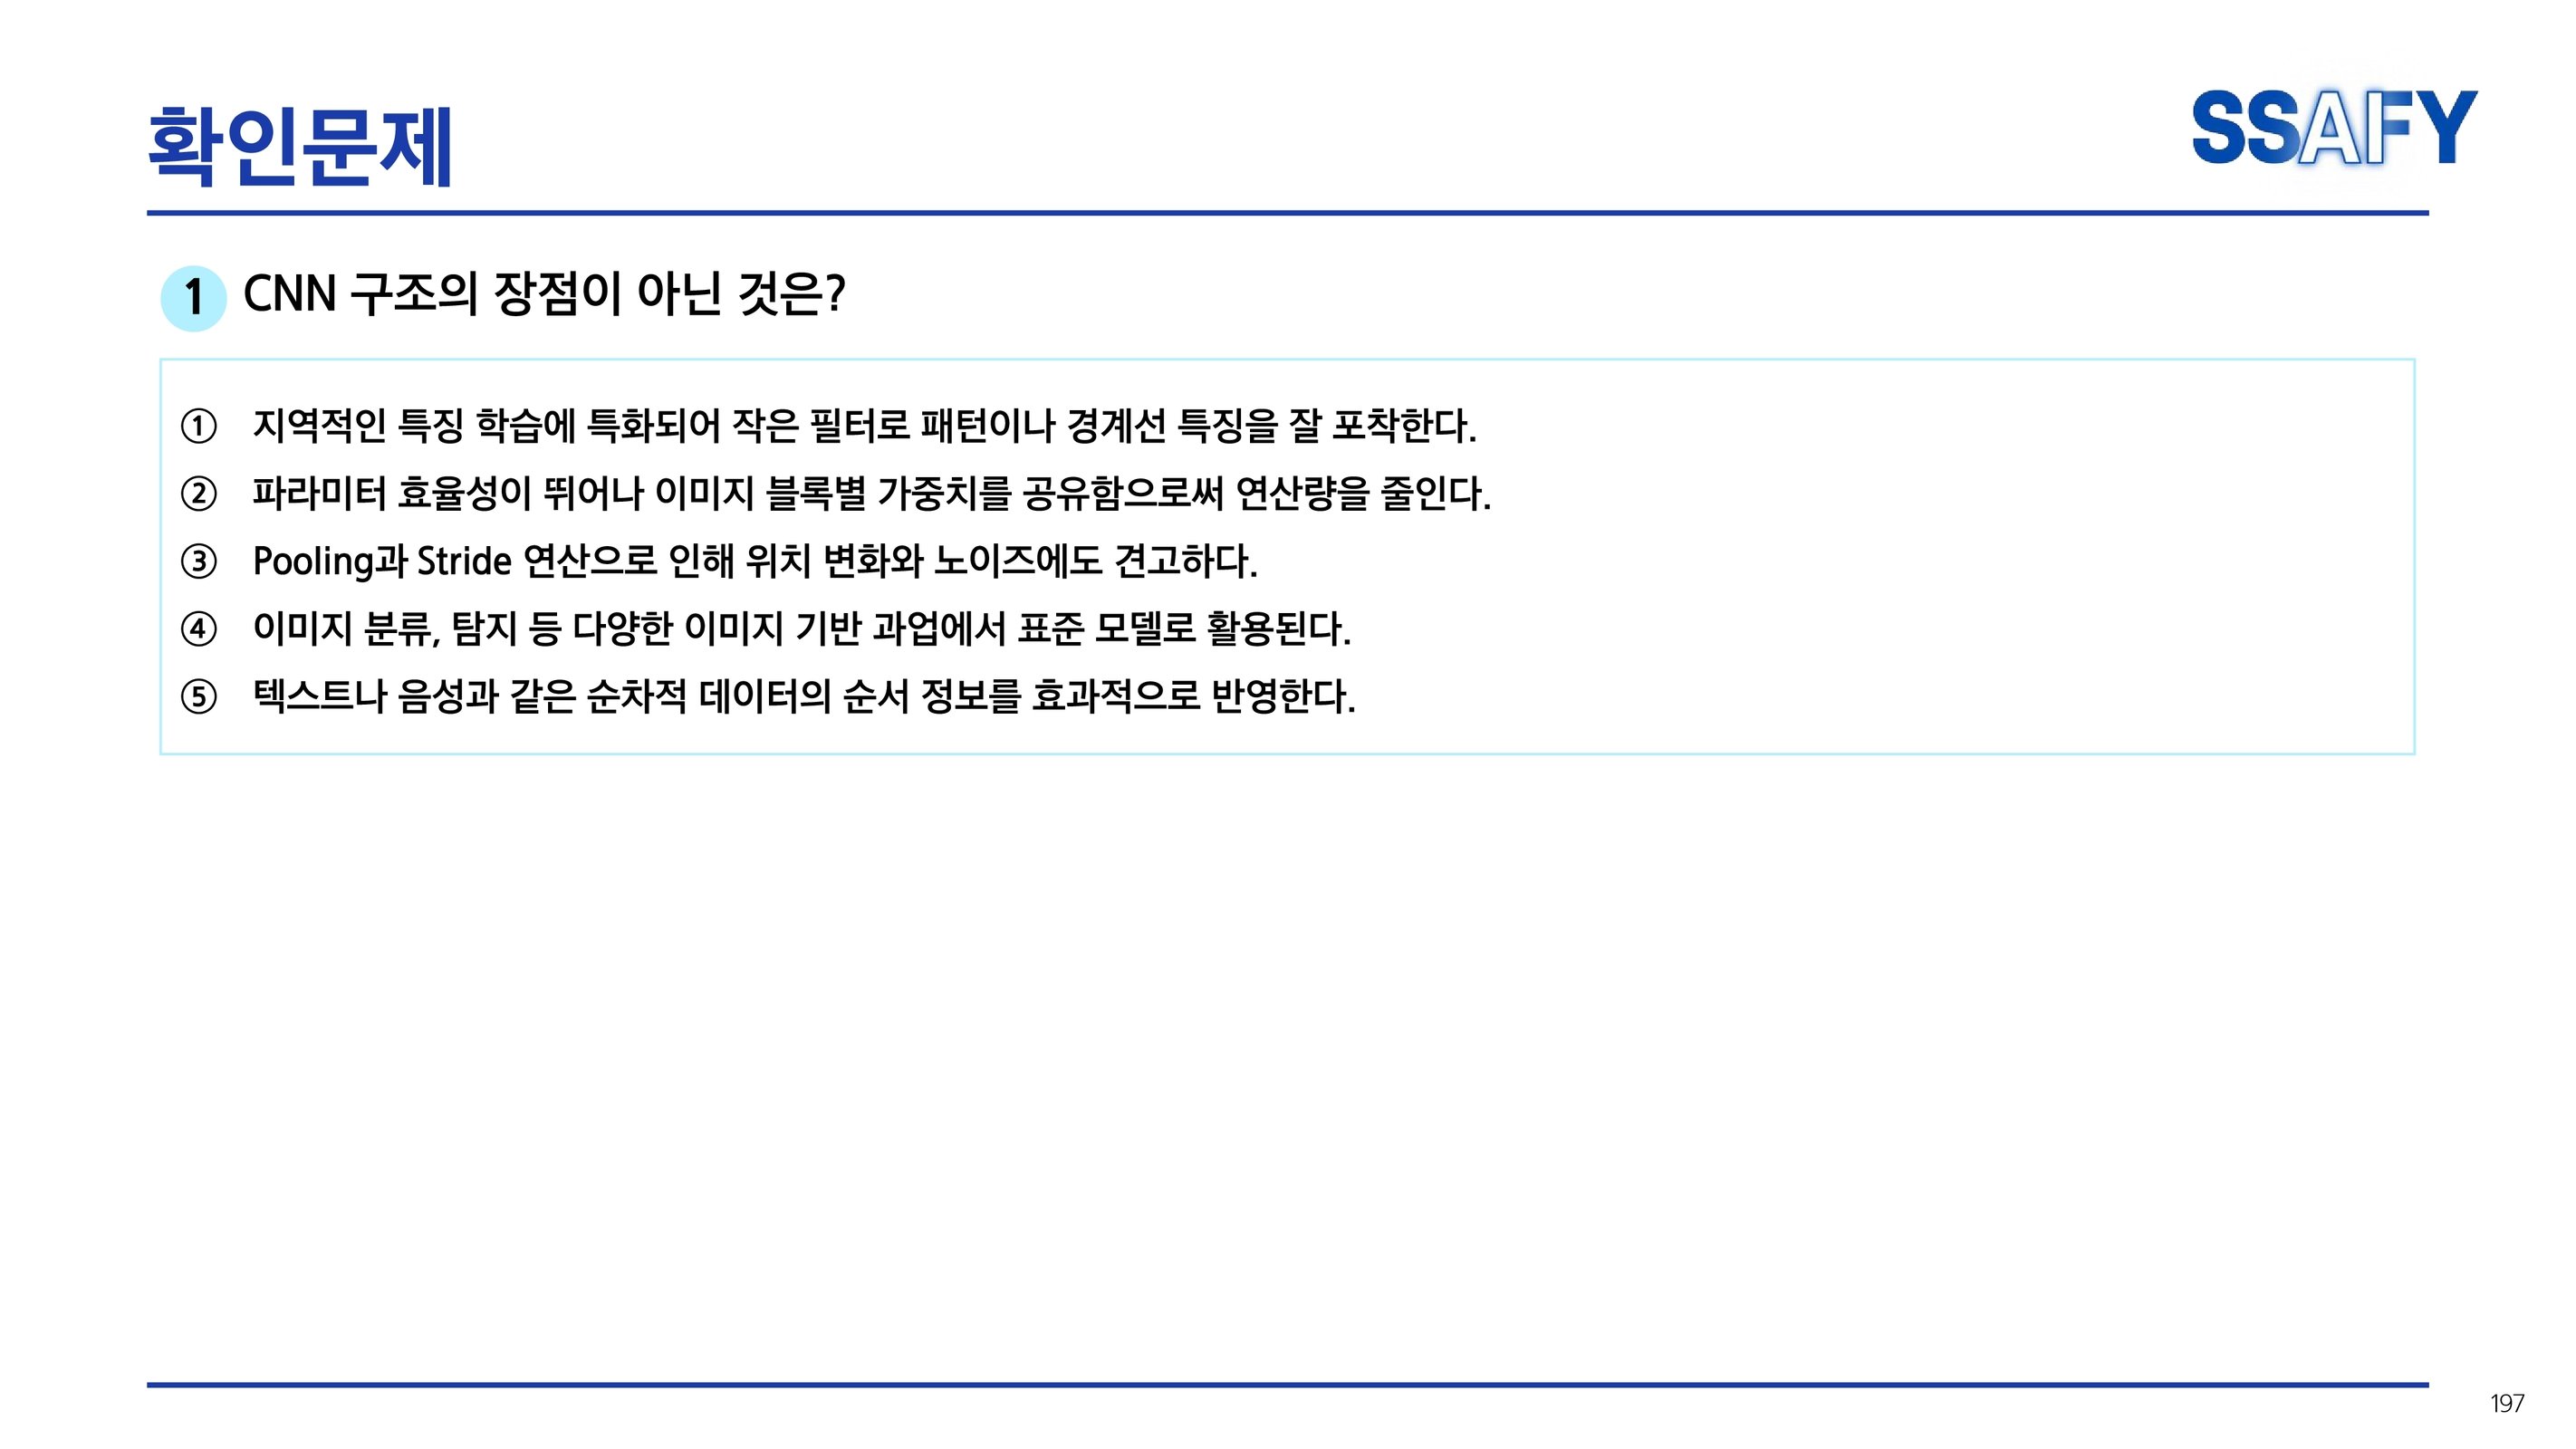 확인문제
SSAFY
1 CNN 구조의 장점이 아닌 것은?
① 지역적인 특징 학습에 특화되어 작은 필터로 패턴이나 경계선 특징을 잘 포착한다.
② 파라미터 효율성이 뛰어나 이미지 블록별 가중치를 공유함으로써 연산량을 줄인다.
③ Pooling과 Stride 연산으로 인해 위치 변화와 노이즈에도 견고하다.
④ 이미지 분류, 탐지 등 다양한 이미지 기반 과업에서 표준 모델로 활용된다.
⑤ 텍스트나 음성과 같은 순차적 데이터의 순서 정보를 효과적으로 반영한다.
197